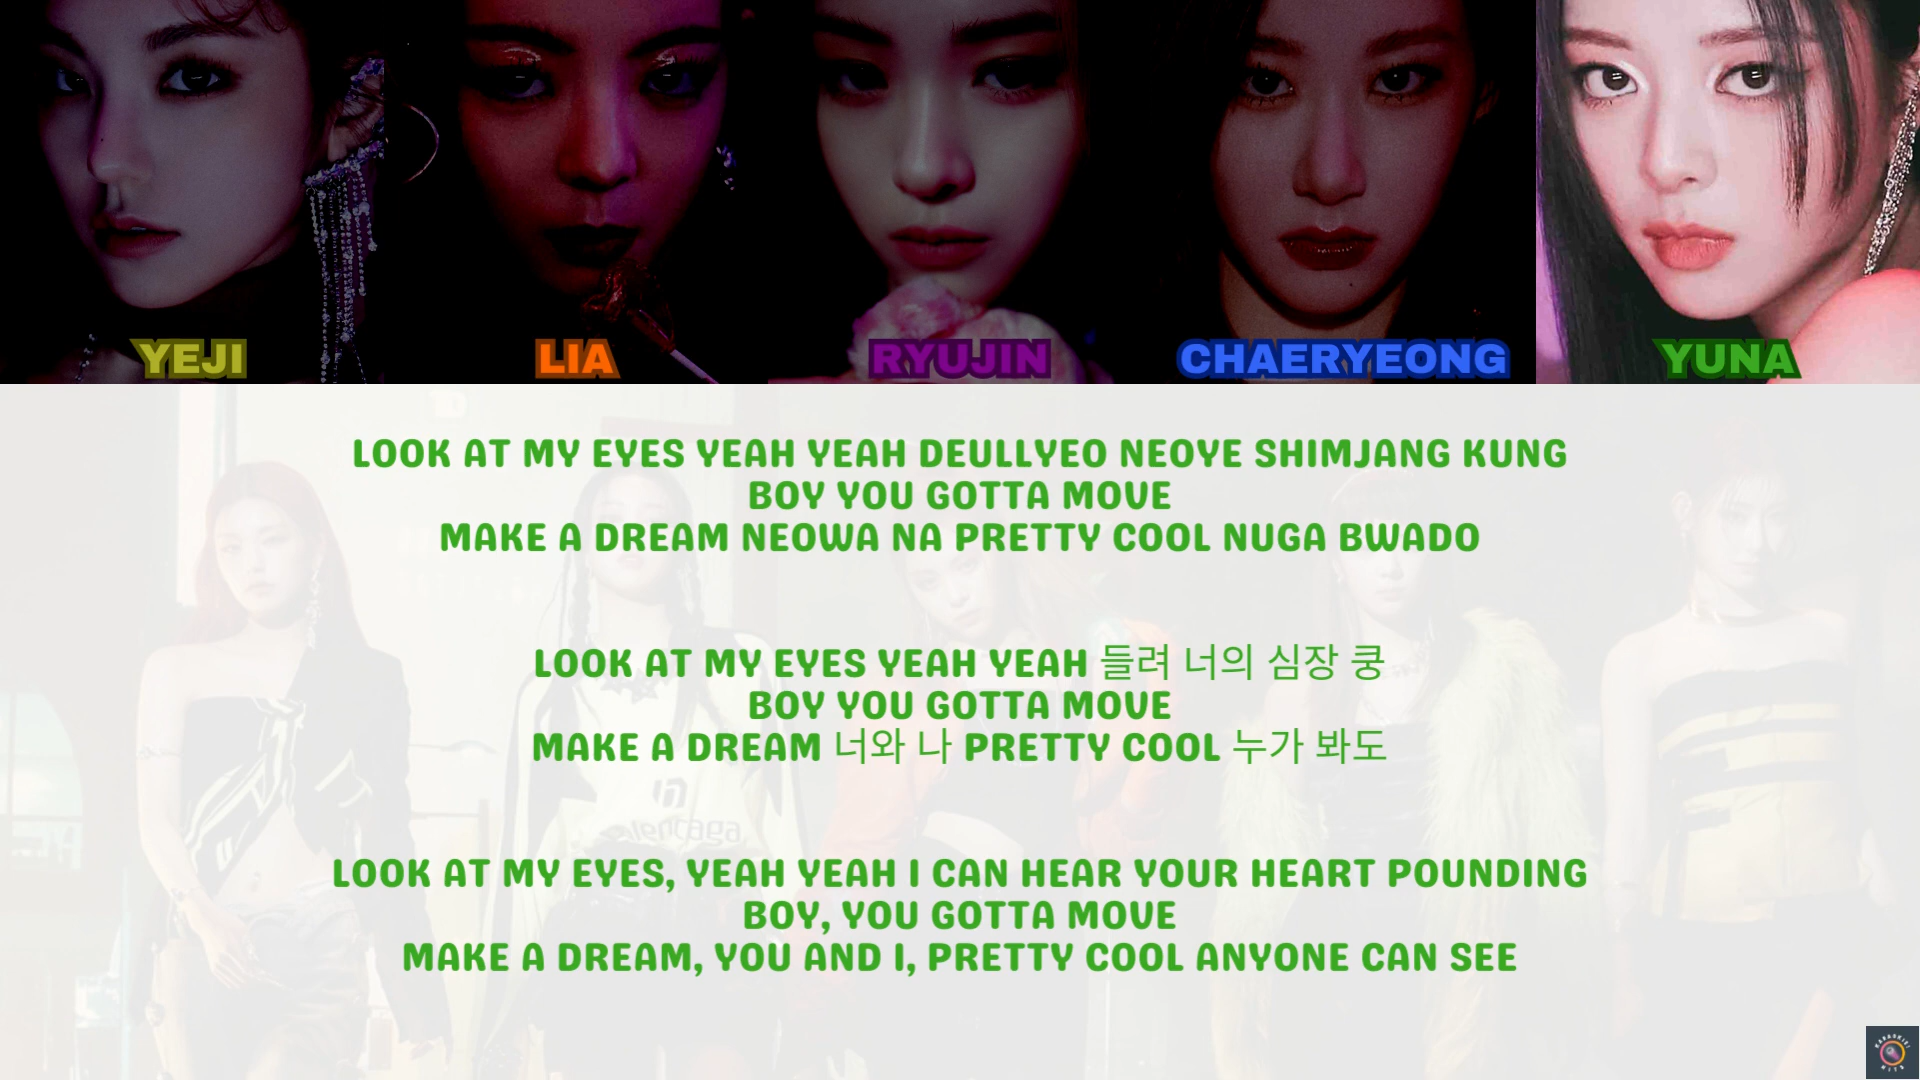 YEJI
LIA
RYUJIN
CHAERYEONG
YUNA
LOOK AT MY EYES YEAH YEAH DEULLYEO NEOYE SHIMJANG KUNG
BOY YOU GOTTA MOVE
MAKE A DREAM NEOWA NA PRETTY COOL NUGA BWADO
LOOK AT MY EYES YEAH YEAH 들려 너의 심장 쿵
BOY YOU GOTTA MOVE
MAKE A DREAM 너와 나 PRETTY COOL 누가 봐도
LOOK AT MY EYES, YEAH YEAH I CAN HEAR YOUR HEART POUNDING
BOY, YOU GOTTA MOVE
MAKE A DREAM, YOU AND I, PRETTY COOL ANYONE CAN SEE